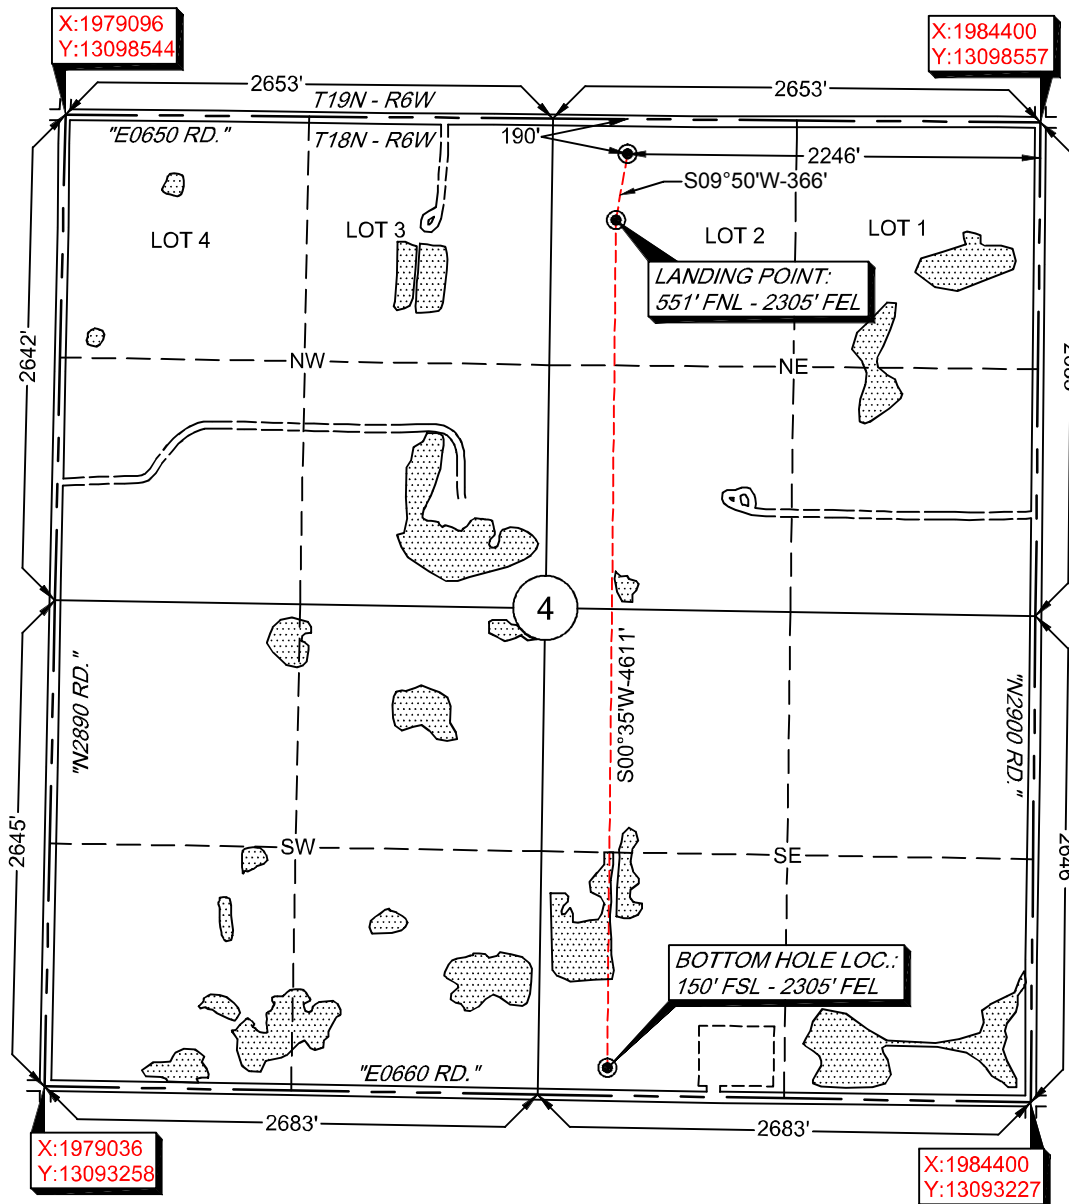 X:1979096
Y:13098544
X:1984400
Y:13098557
2653'
2653'
T19N - R6W
"E0650 RD."
T18N - R6W
190'
2246'
S09°50'W-366'
LOT 4
LOT 3
LOT 2
LOT 1
LANDING POINT:
551' FNL - 2305' FEL
2642'
NW
NE
4
"N2890 RD."
S00°35'W-4611'
"N2900 RD."
2645'
2646'
SW
SE
BOTTOM HOLE LOC.:
150' FSL - 2305' FEL
"E0660 RD."
2683'
2683'
X:1979036
Y:13093258
X:1984400
Y:13093227